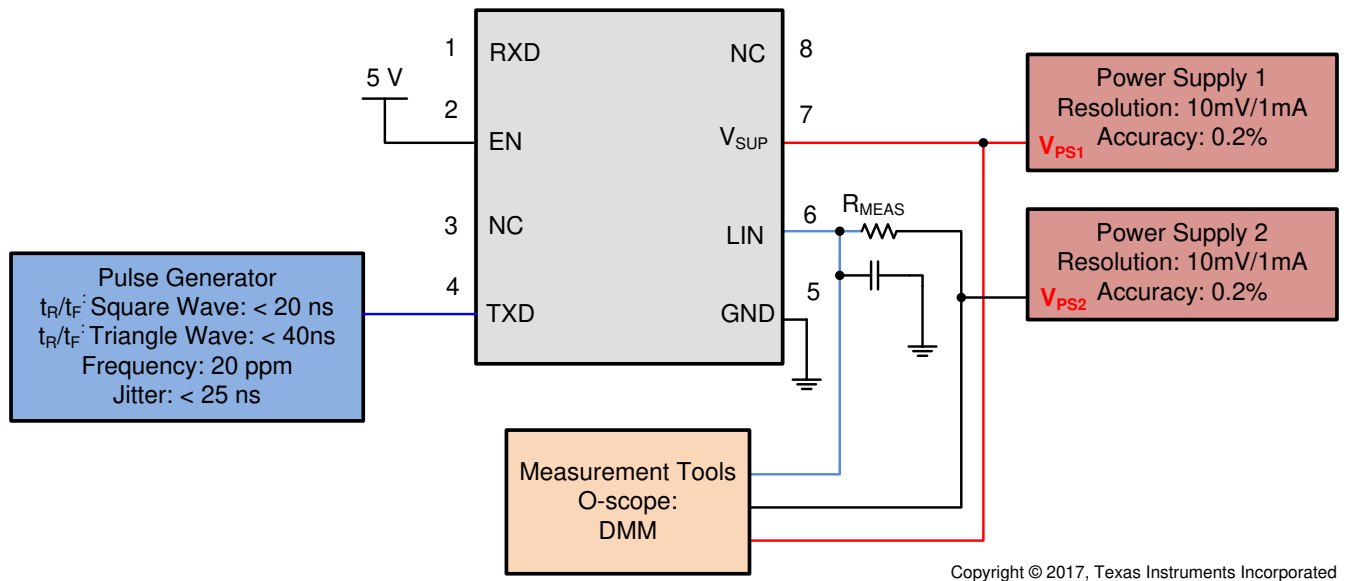 1
RXD
NC
8
5 V
2
EN
7
VSUP
3
NC
6
LIN
RMEAS
4
TXD
5
GND
Power Supply 1
Resolution: 10mV/1mA
Accuracy: 0.2%
VPS1
Power Supply 2
Resolution: 10mV/1mA
Accuracy: 0.2%
VPS2
Pulse Generator
tR/tF: Square Wave: < 20 ns
tR/tF: Triangle Wave: < 40ns
Frequency: 20 ppm
Jitter: < 25 ns
Measurement Tools
O-scope:
DMM
Copyright © 2017, Texas Instruments Incorporated